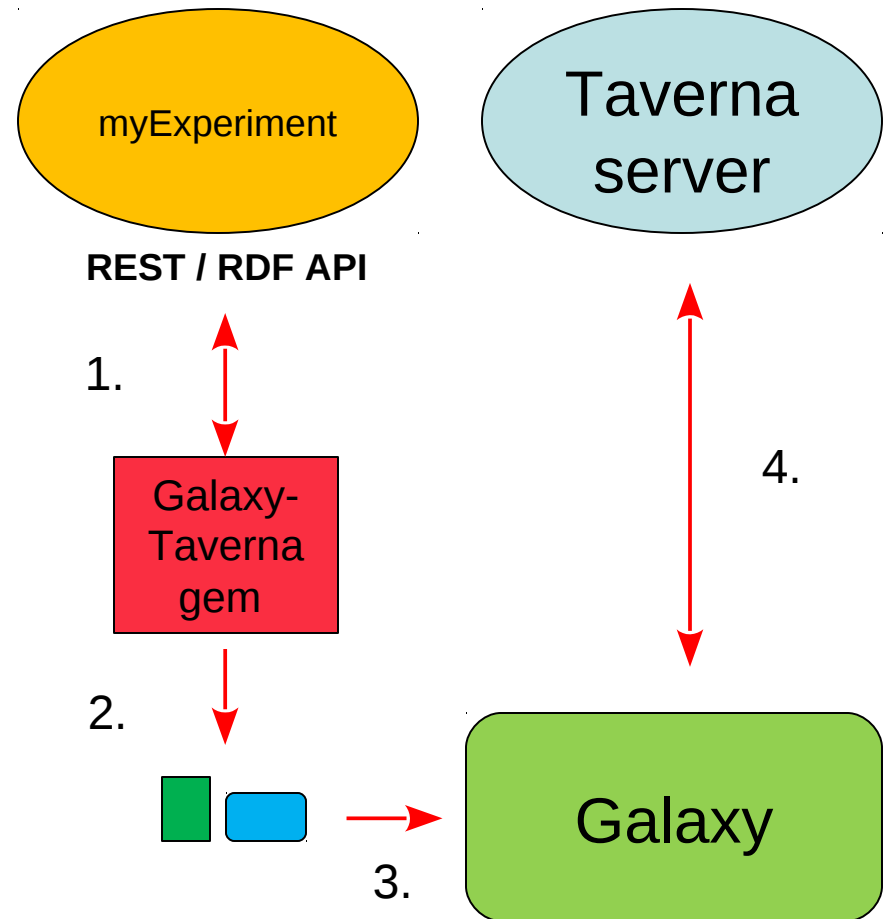 myExperiment
Taverna
server
REST / RDF API
1.
Galaxy-
Taverna
gem
4.
2.
Galaxy
3.